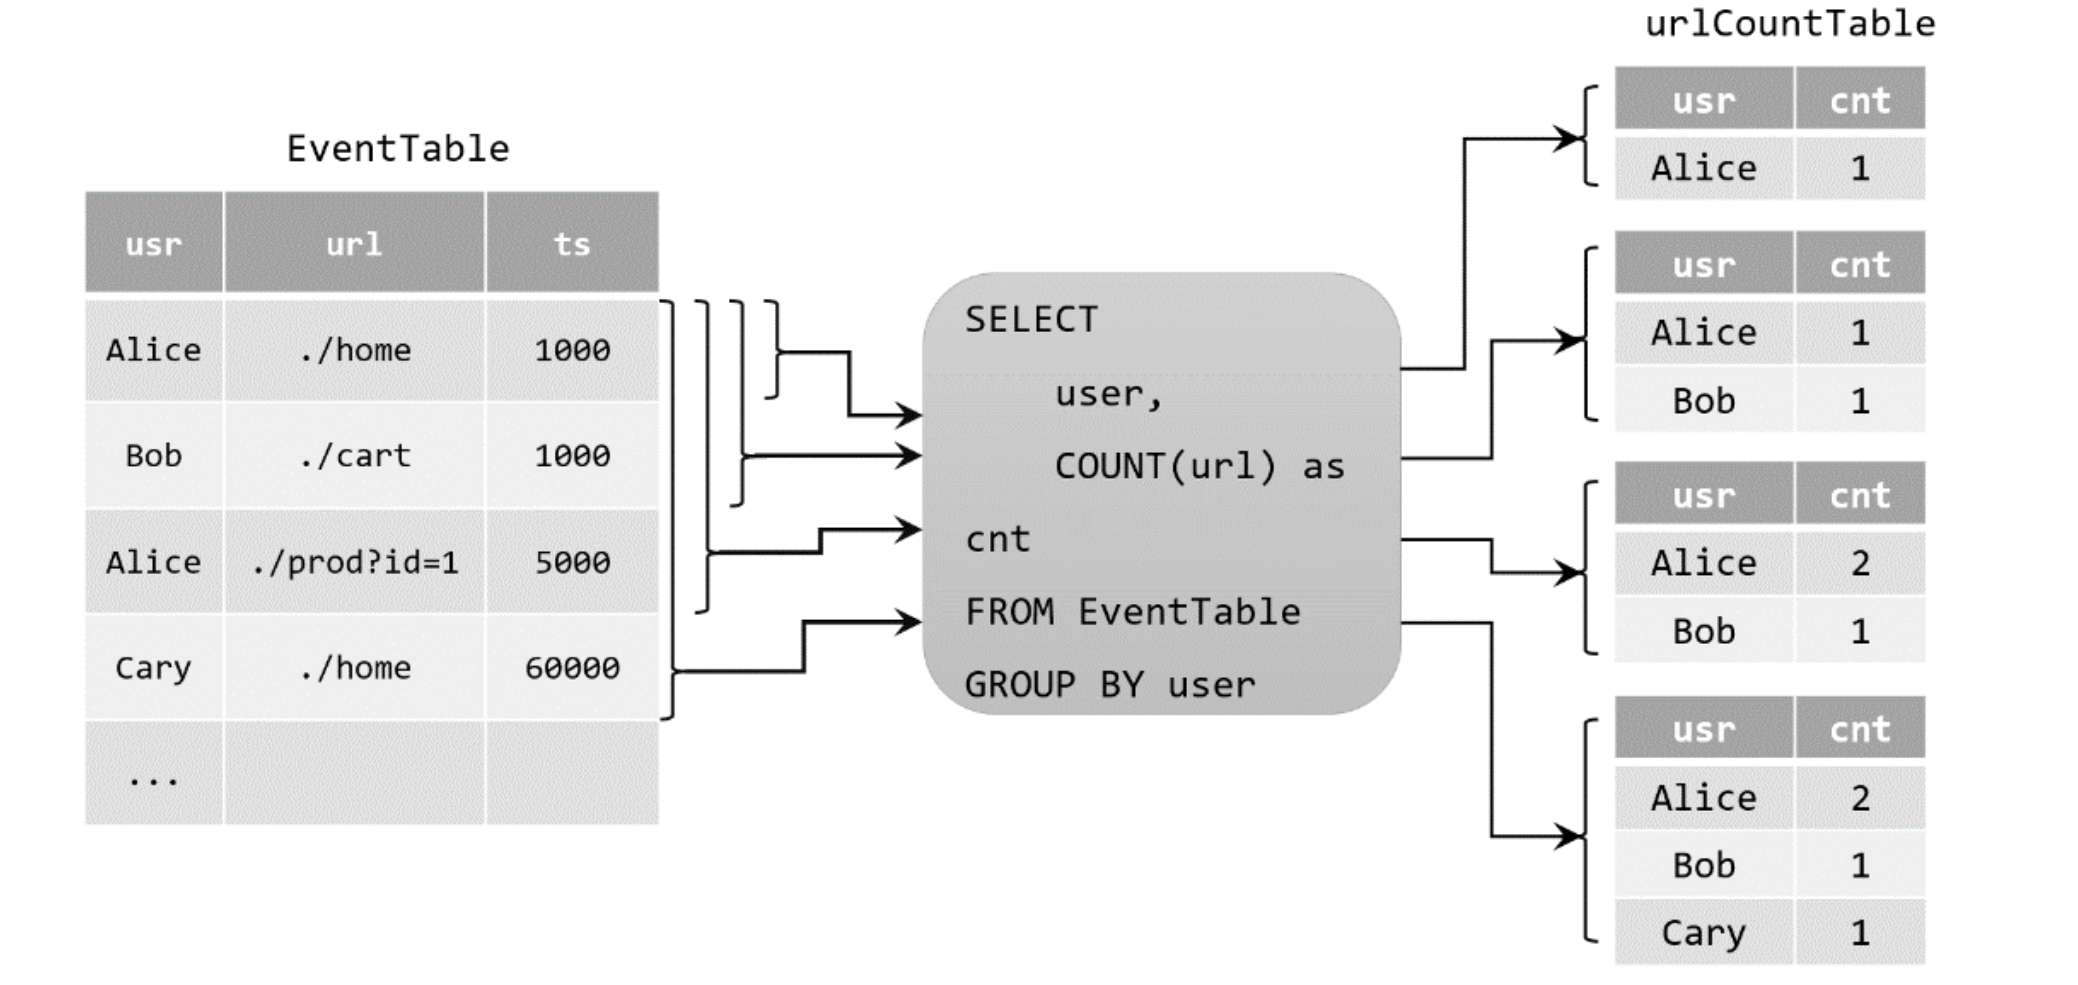 urlCountTable
EventTable
usr url ts
Alice ./home 1000
Bob ./cart 1000
Alice ./prod?id=1 5000
Cary ./home 60000
...
SELECT
user,
COUNT(url) as
cnt
FROM EventTable
GROUP BY user
usr cnt
Alice 1
usr cnt
Alice 1
Bob 1
usr cnt
Alice 2
Bob 1
usr cnt
Alice 2
Bob 1
Cary 1